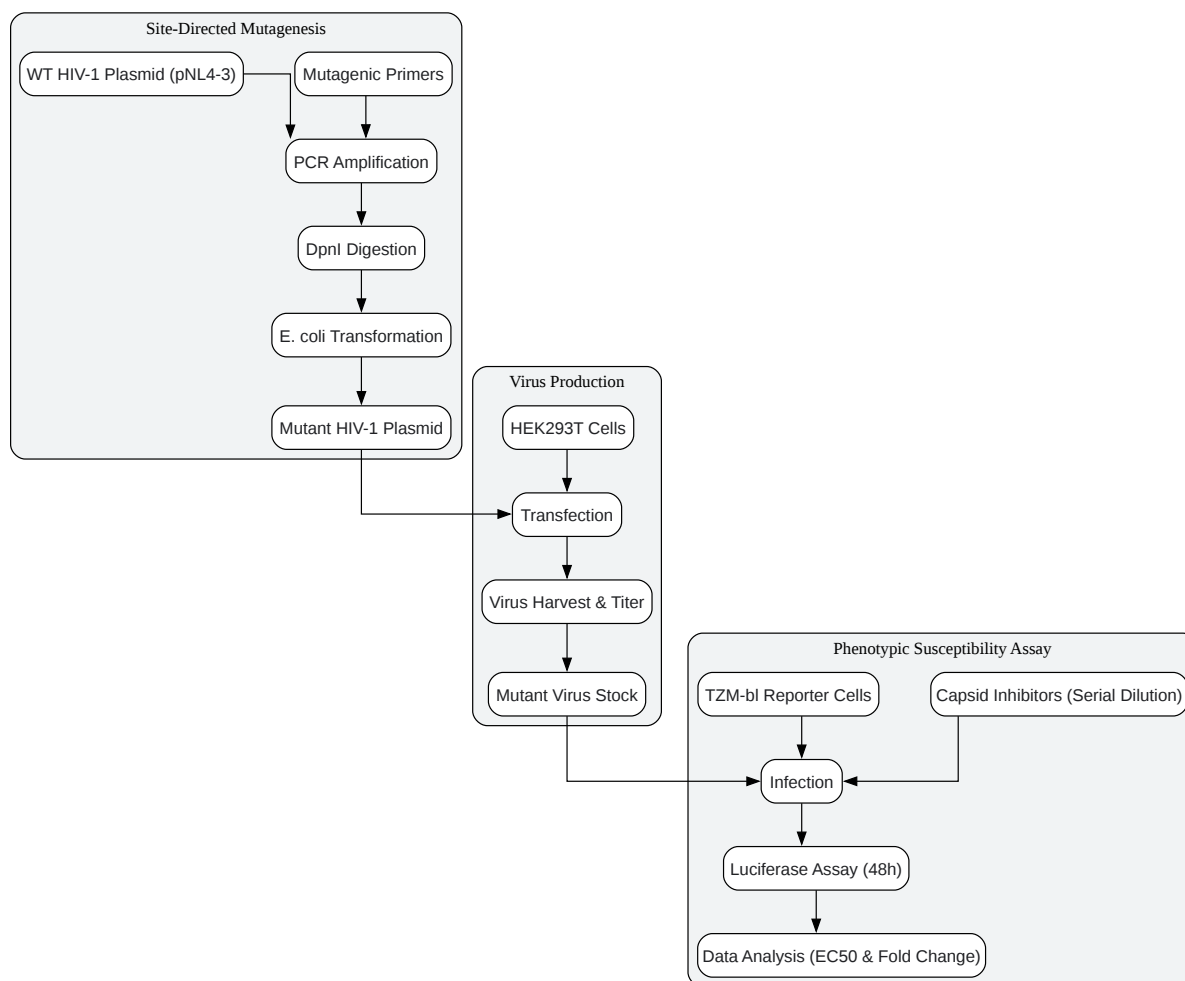 Site-Directed Mutagenesis
WT HIV-1 Plasmid (pNL4-3)
Mutagenic Primers
PCR Amplification
DpnI Digestion
E. coli Transformation
Mutant HIV-1 Plasmid
Virus Production
HEK293T Cells
Transfection
Virus Harvest & Titer
Mutant Virus Stock
Phenotypic Susceptibility Assay
TZM-bl Reporter Cells
Capsid Inhibitors (Serial Dilution)
Infection
Luciferase Assay (48h)
Data Analysis (EC50 & Fold Change)